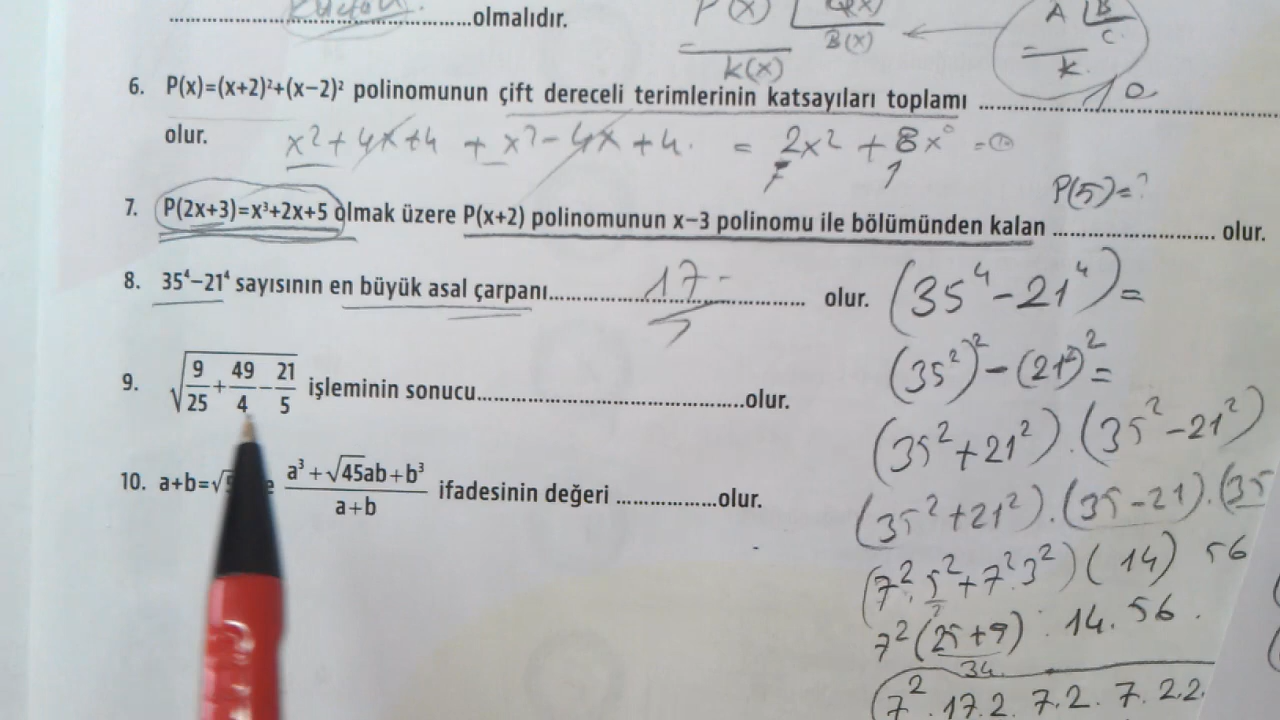 ..........olmalıdır.
P(x) B(x) A B C
k(x) k
6. P(x)=(x+2)²+(x−2)² polinomunun çift dereceli terimlerinin katsayıları toplamı .......... 10
olur. x² + 4x + 4 + x² − 4x + 4 = 2x² + 8x⁰ =
P(5)=?
7. P(2x+3)=x³+2x+5 olmak üzere P(x+2) polinomunun x−3 polinomu ile bölümünden kalan .......... olur.
8. 35⁴−21⁴ sayısının en büyük asal çarpanı.......... 17 olur. (35⁴−21⁴)=
(35²)²−(21²)²=
9. √(9/25+49/4−21/5) işleminin sonucu..........olur.
(35²+21²).(35²−21²)
10. a+b=√ (a³+√45ab+b³)/(a+b) ifadesinin değeri ..........olur.
(35²+21²).(35−21).(35
(7².5²+7²3²)(14) 56
7²(25+9) . 14. 56.
34
7².17.2. 7.2. 7.2.2.